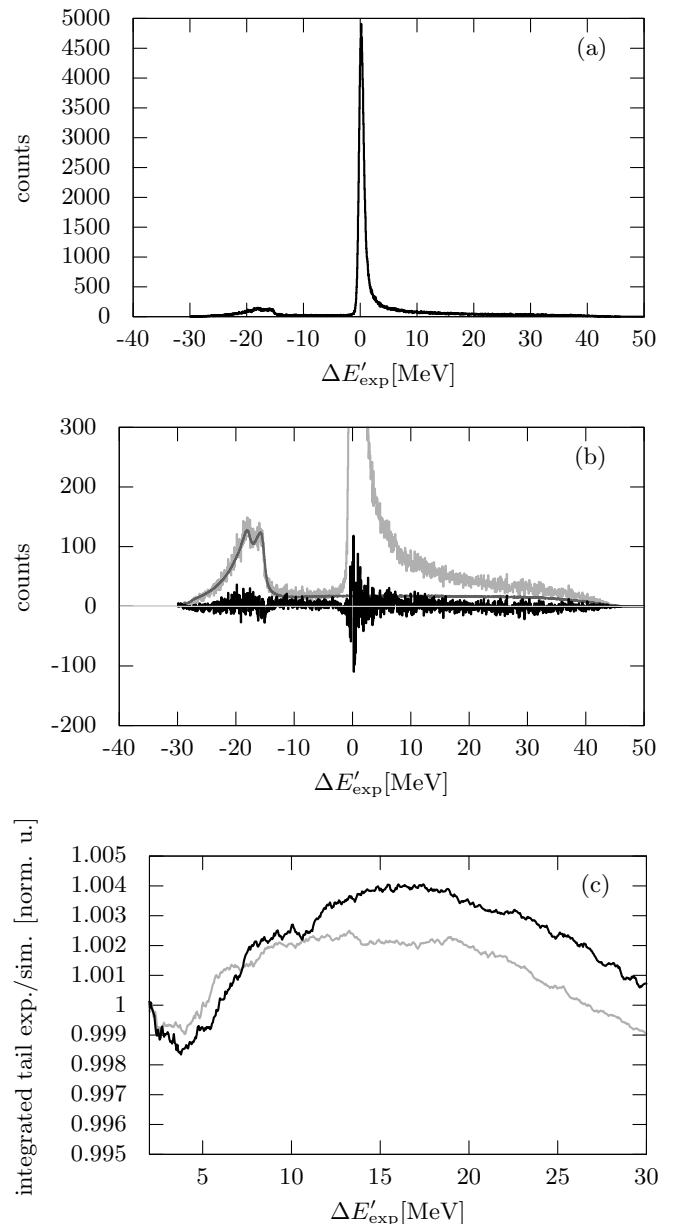 (a)
5000
4500
4000
3500
3000
2500
2000
1500
1000
500
0
counts
-40 -30 -20 -10 0 10 20 30 40 50
ΔE′exp[MeV]
(b)
300
200
100
0
-100
-200
counts
-40 -30 -20 -10 0 10 20 30 40 50
ΔE′exp[MeV]
(c)
1.005
1.004
1.003
1.002
1.001
1
0.999
0.998
0.997
0.996
0.995
integrated tail exp./sim. [norm. u.]
5 10 15 20 25 30
ΔE′exp[MeV]